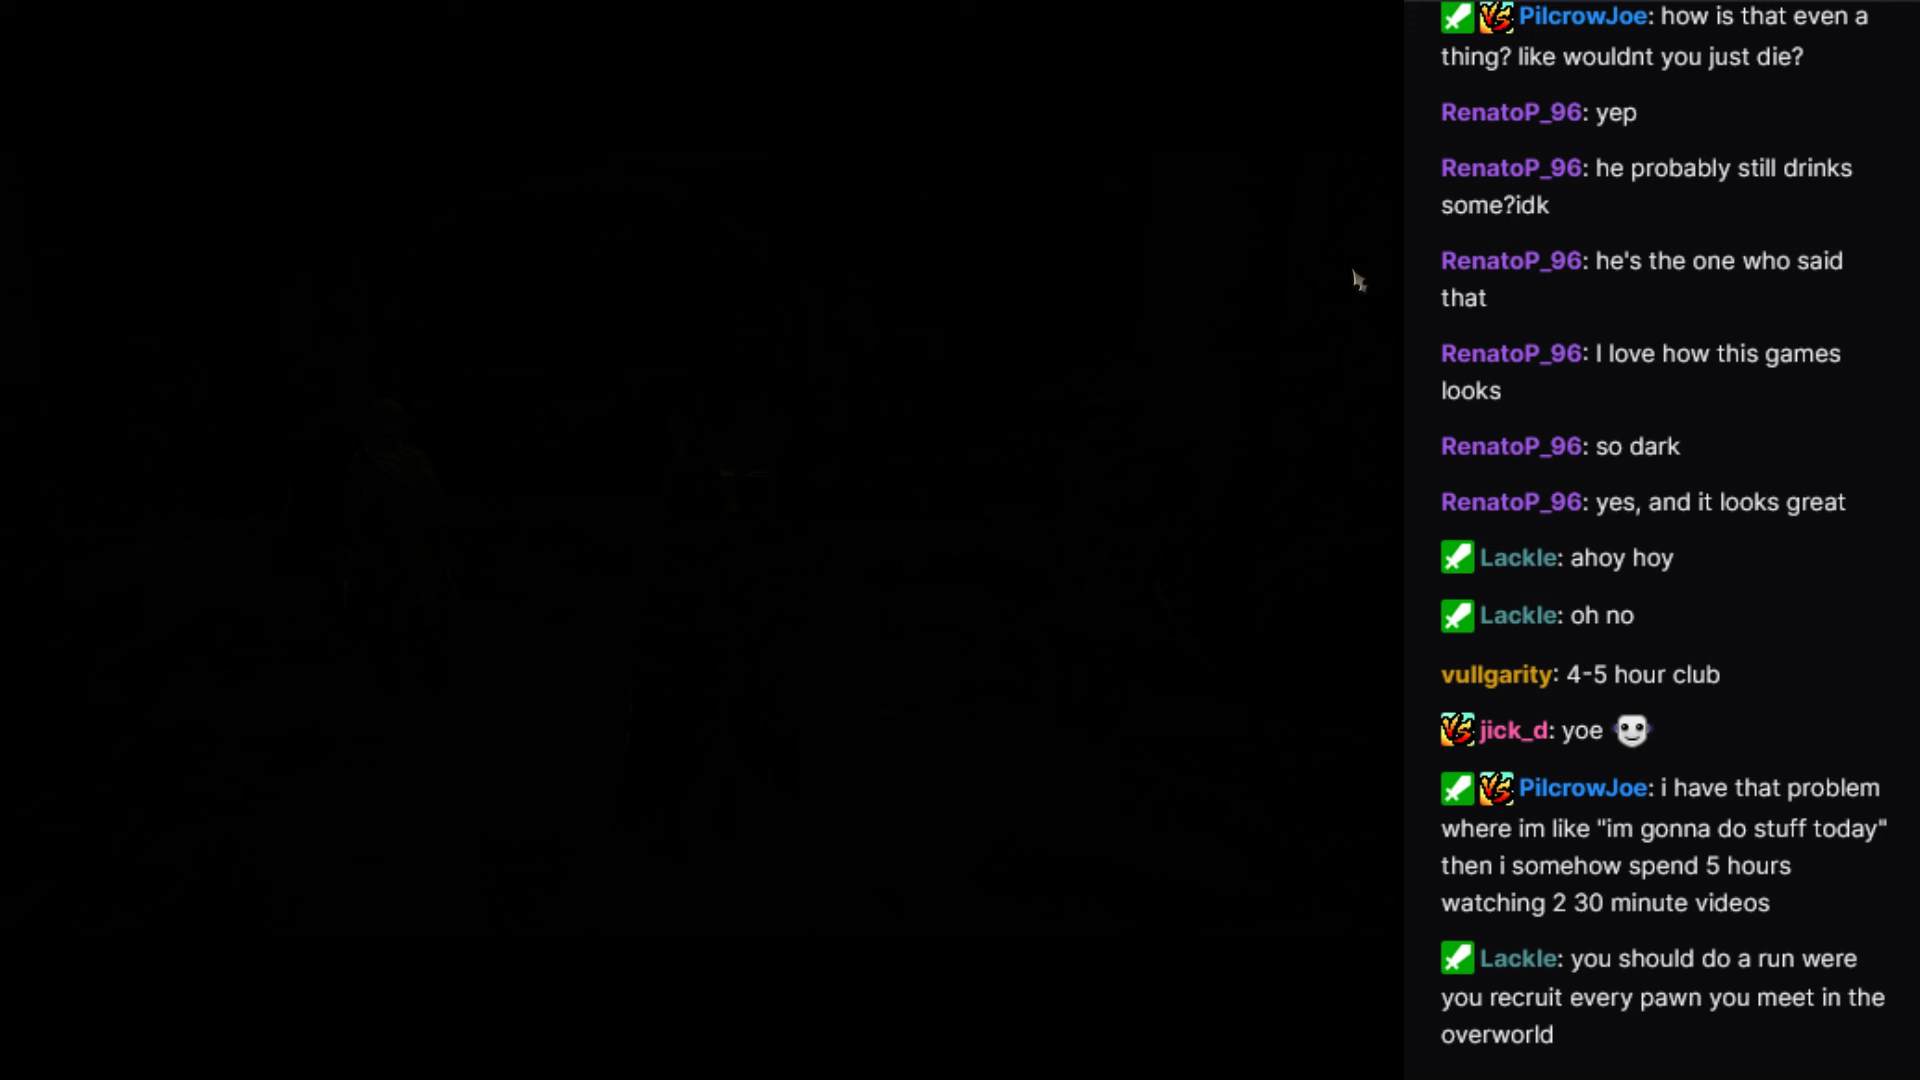 PilcrowJoe: how is that even a
thing? like wouldnt you just die?
RenatoP_96: yep
RenatoP_96: he probably still drinks
some?idk
RenatoP_96: he's the one who said
that
RenatoP_96: I love how this games
looks
RenatoP_96: so dark
RenatoP_96: yes, and it looks great
Lackle: ahoy hoy
Lackle: oh no
vullgarity: 4-5 hour club
jick_d: yoe
PilcrowJoe: i have that problem
where im like "im gonna do stuff today"
then i somehow spend 5 hours
watching 2 30 minute videos
Lackle: you should do a run were
you recruit every pawn you meet in the
overworld